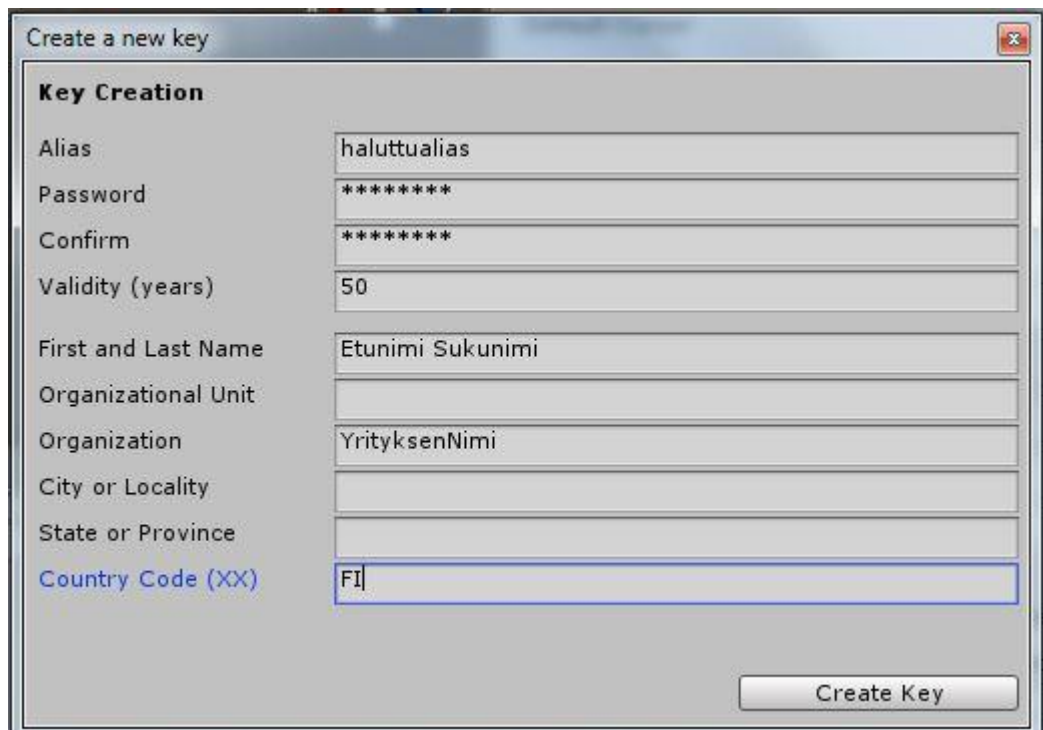 Create a new key
Key Creation
Alias haluttualias
Password ********
Confirm ********
Validity (years) 50
First and Last Name Etunimi Sukunimi
Organizational Unit
Organization YrityksenNimi
City or Locality
State or Province
Country Code (XX) FI
Create Key